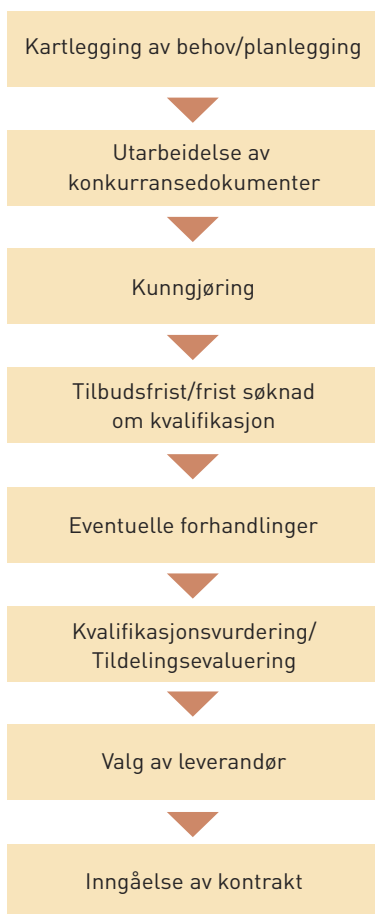 Kartlegging av behov/planlegging
Utarbeidelse av
konkurransedokumenter
Kunngjøring
Tilbudsfrist/frist søknad
om kvalifikasjon
Eventuelle forhandlinger
Kvalifikasjonsvurdering/
Tildelingsevaluering
Valg av leverandør
Inngåelse av kontrakt